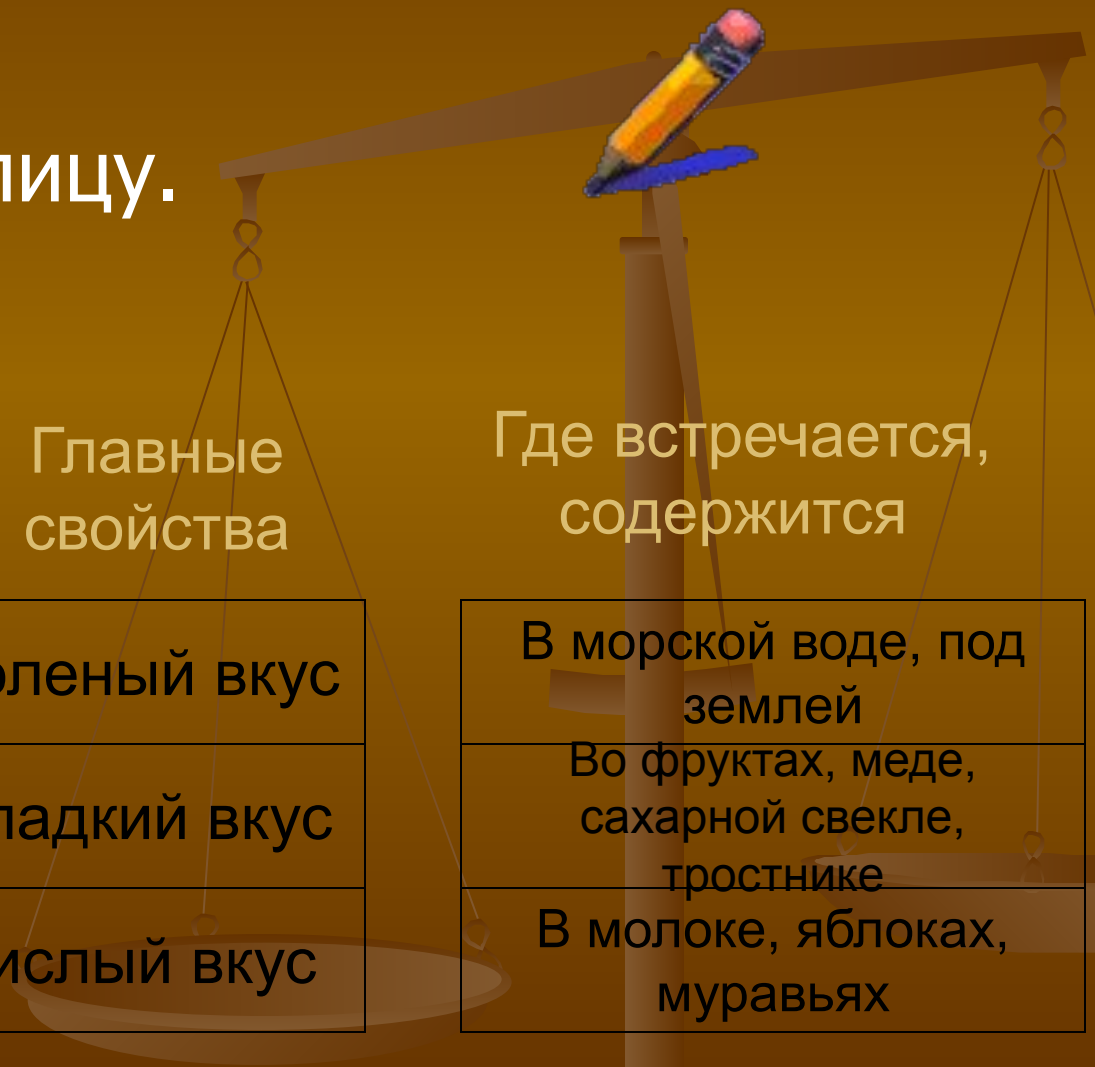 лицу.
Главные
свойства
Где встречается,
содержится
оленый вкус
В морской воде, под
землей
ладкий вкус
Во фруктах, меде,
сахарной свекле,
тростнике
ислый вкус
В молоке, яблоках,
муравьях